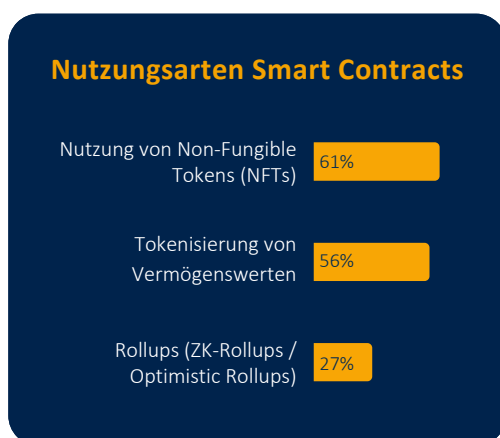 Nutzungsarten Smart Contracts
Nutzung von Non-Fungible
Tokens (NFTs)
61%
Tokenisierung von
Vermögenswerten
56%
Rollups (ZK-Rollups /
Optimistic Rollups)
27%